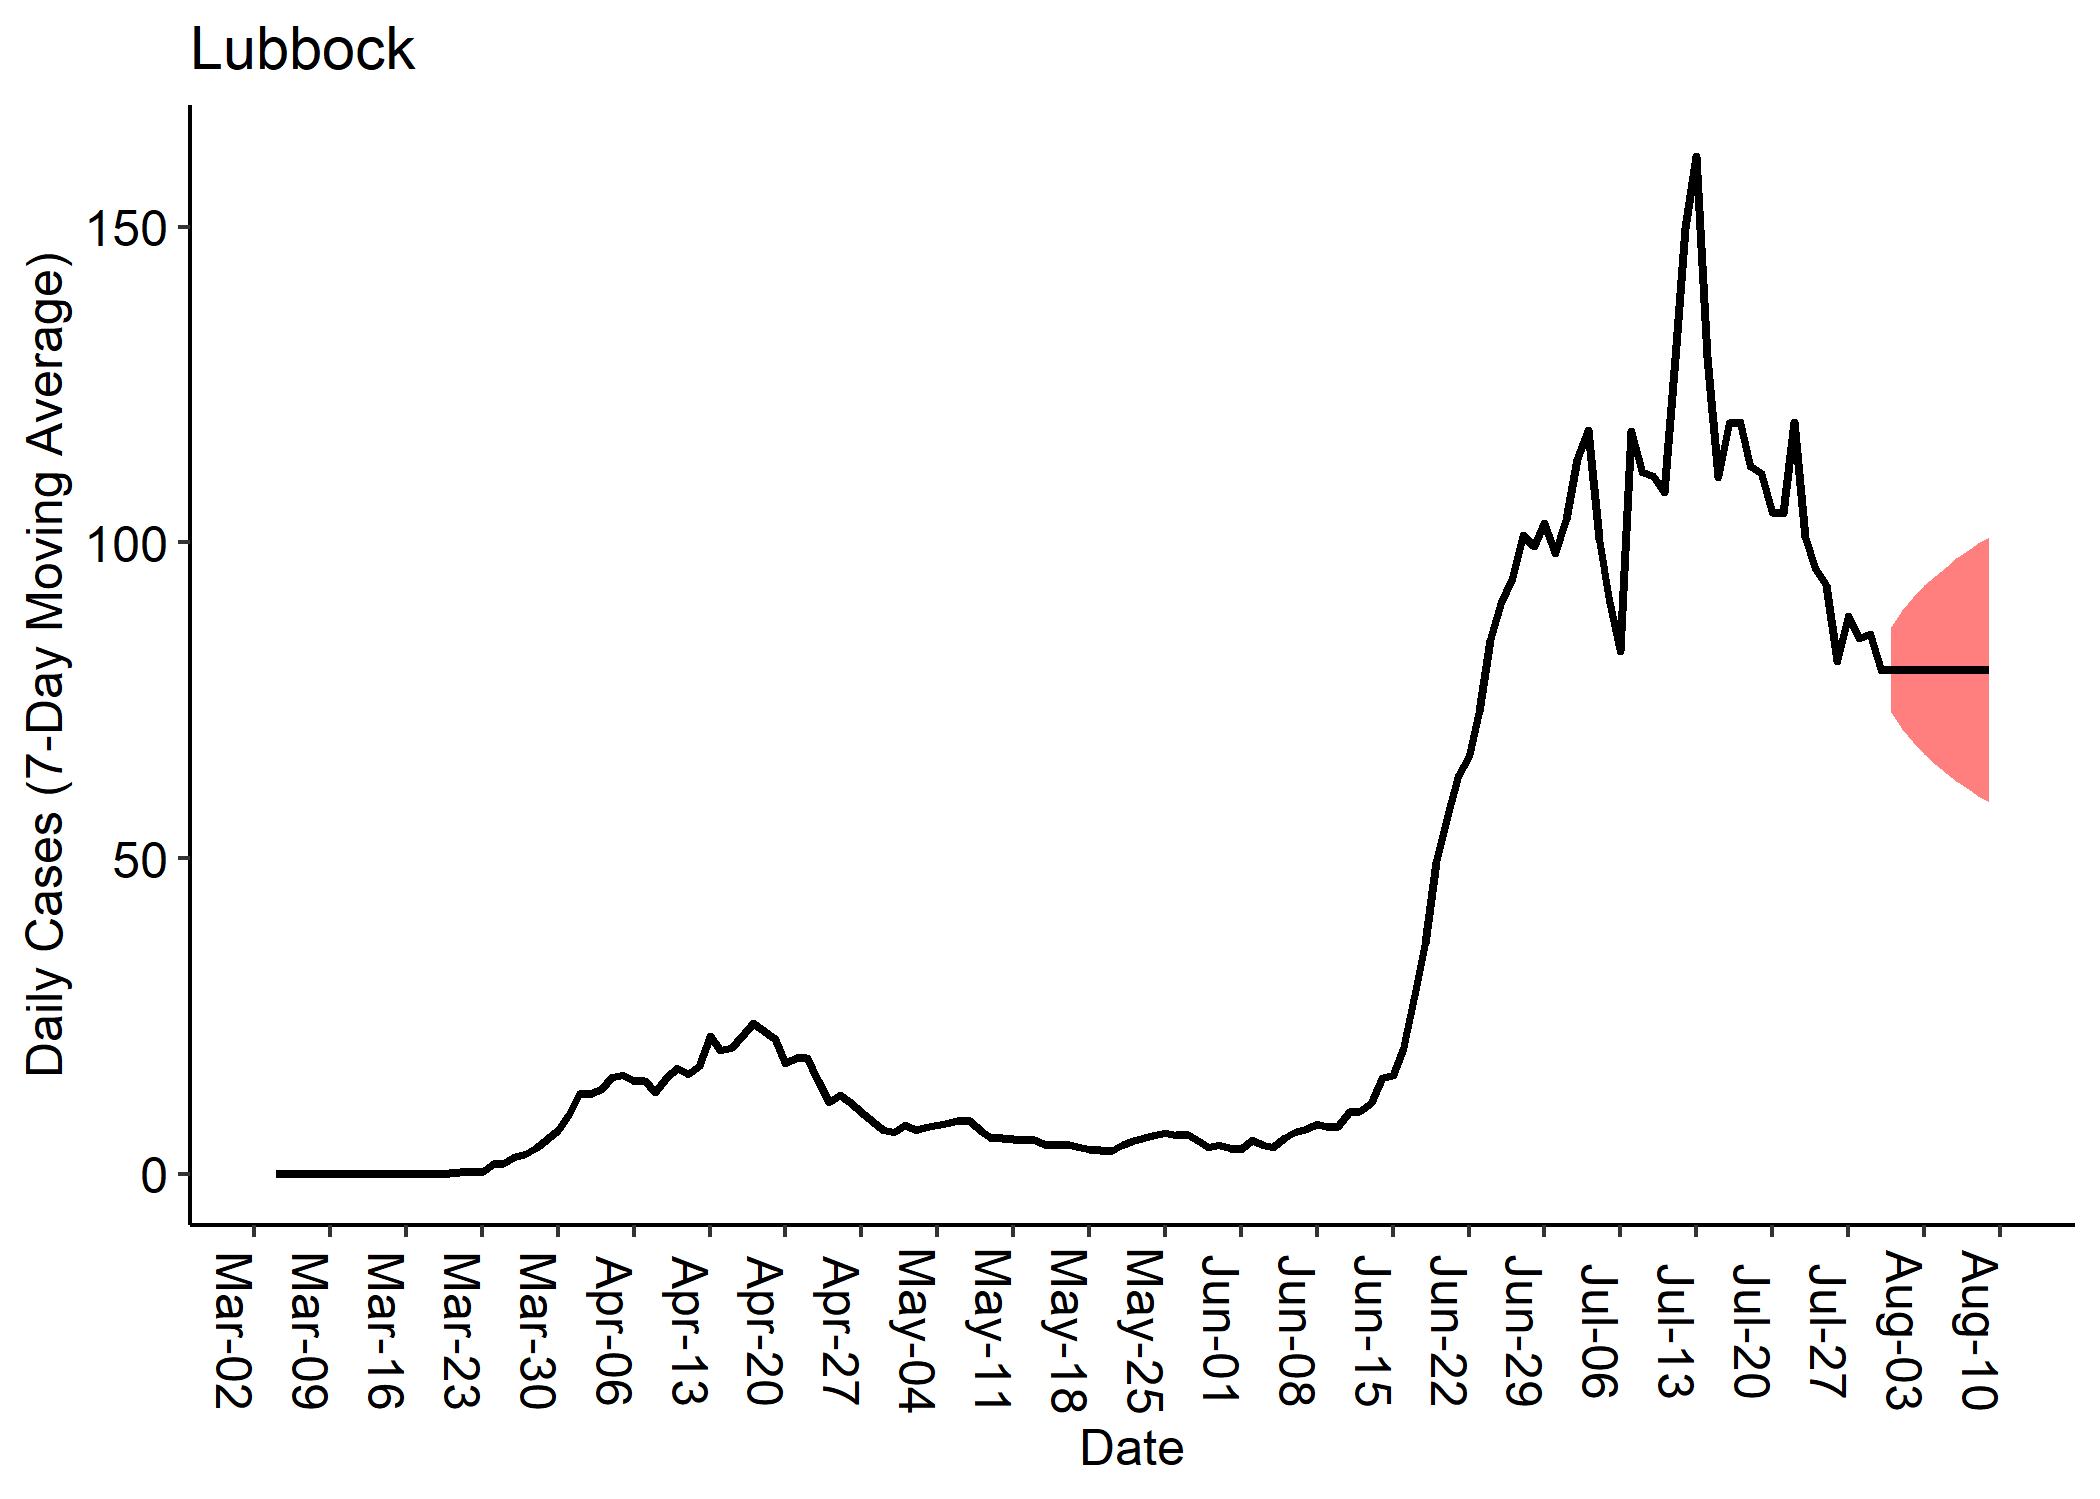 Lubbock
Daily Cases (7-Day Moving Average)
150
100
50
0
Mar-02
Mar-09
Mar-16
Mar-23
Mar-30
Apr-06
Apr-13
Apr-20
Apr-27
May-04
May-11
May-18
May-25
Jun-01
Jun-08
Jun-15
Jun-22
Jun-29
Jul-06
Jul-13
Jul-20
Jul-27
Aug-03
Aug-10
Date